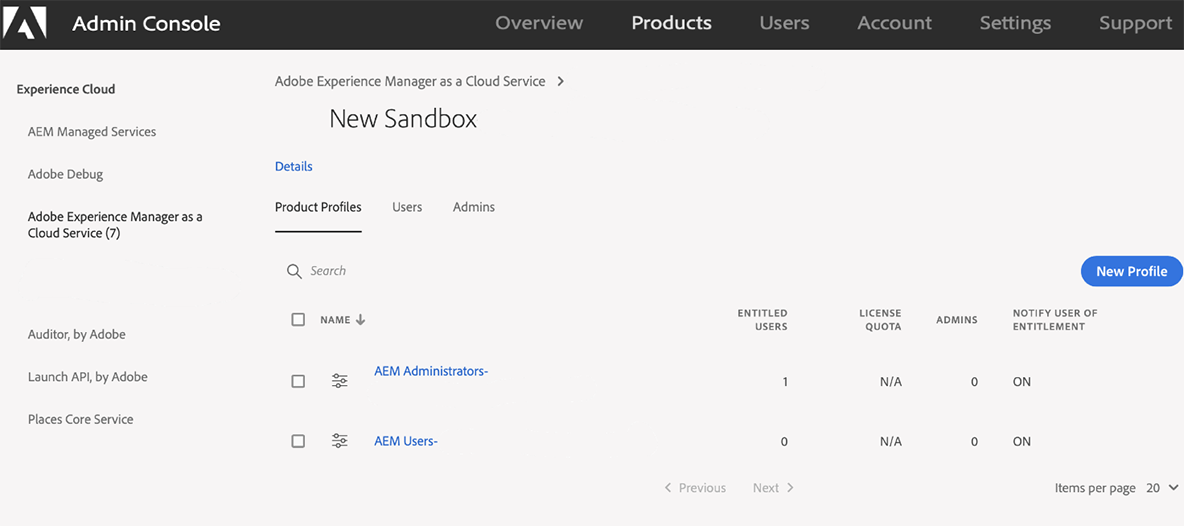 Admin Console
Overview Products Users Account Settings Support
Experience Cloud
AEM Managed Services
Adobe Debug
Adobe Experience Manager as a
Cloud Service (7)
Auditor, by Adobe
Launch API, by Adobe
Places Core Service
Adobe Experience Manager as a Cloud Service >
New Sandbox
Details
Product Profiles Users Admins
Search
New Profile
NAME ENTITLED USERS LICENSE QUOTA ADMINS NOTIFY USER OF ENTITLEMENT
AEM Administrators- 1 N/A 0 ON
AEM Users- 0 N/A 0 ON
Previous Next
Items per page 20